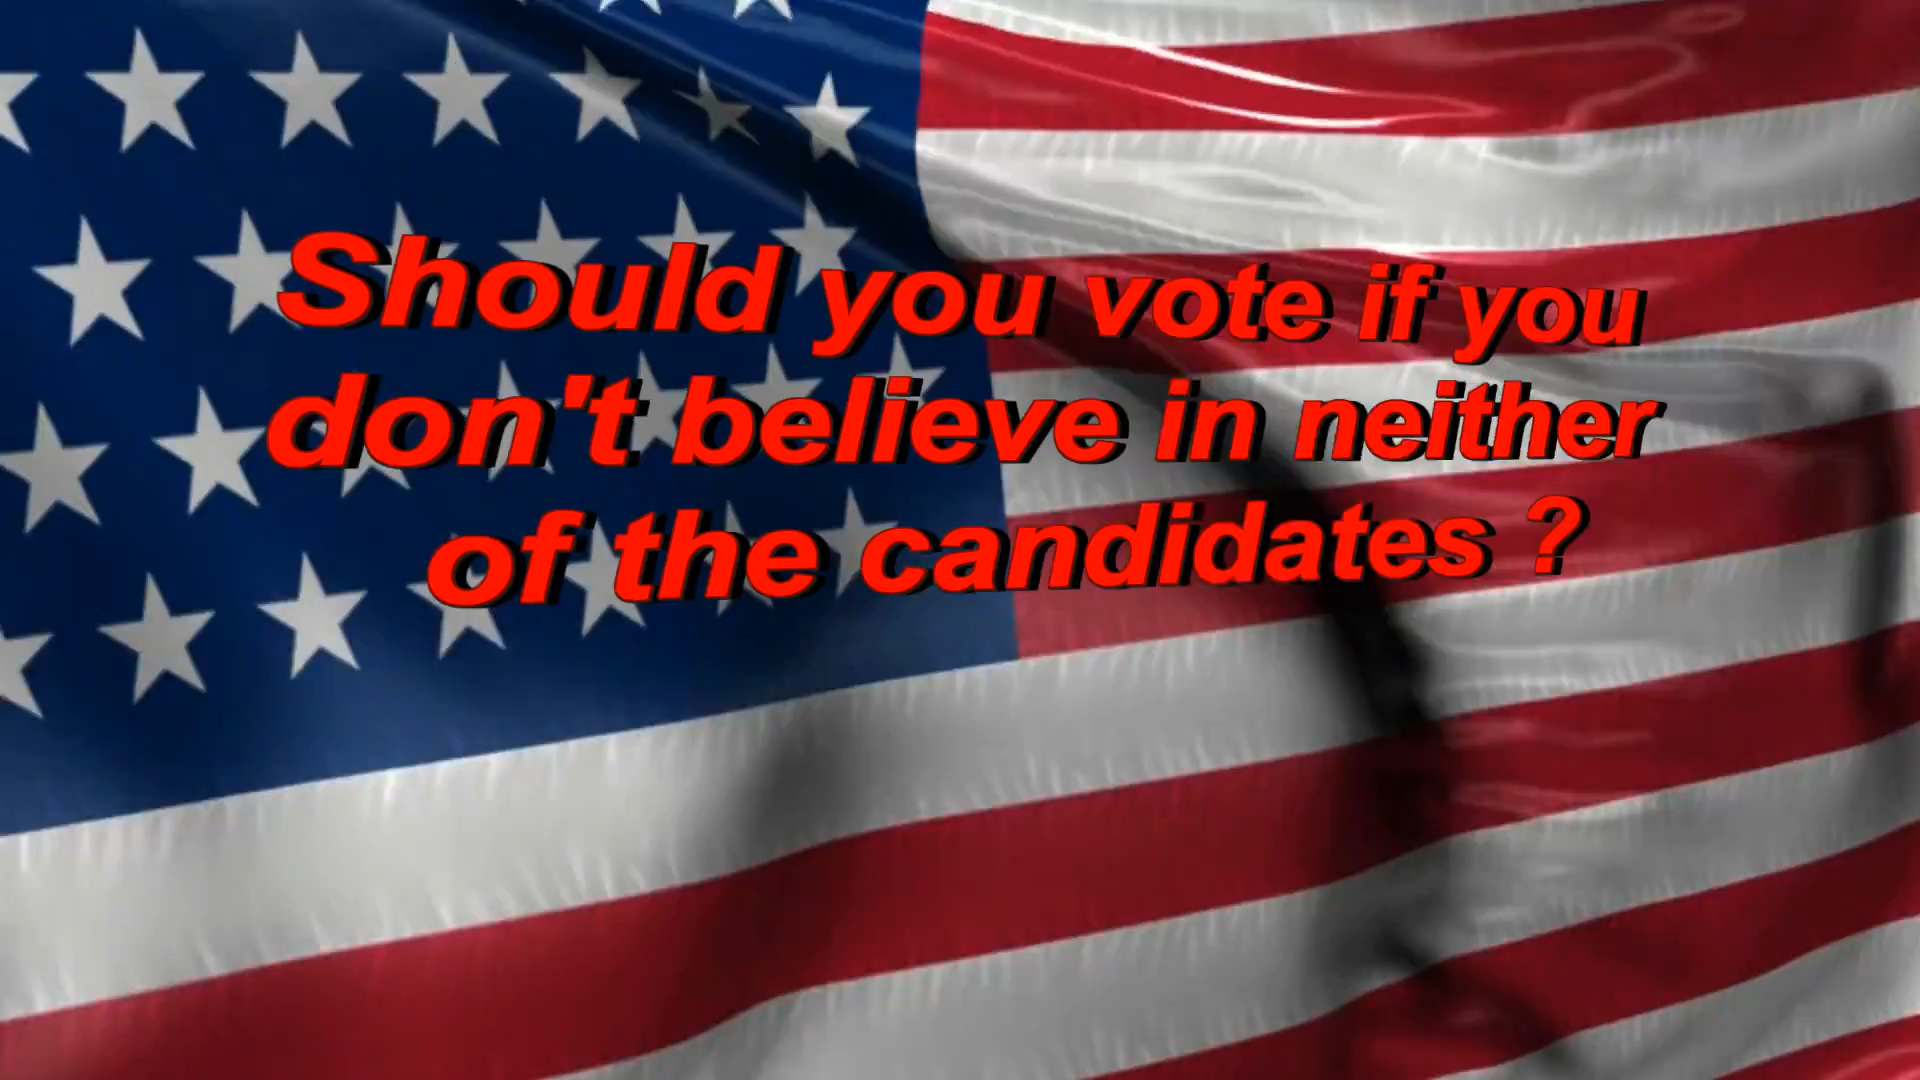 Should you vote if you
don't believe in neither
of the candidates ?